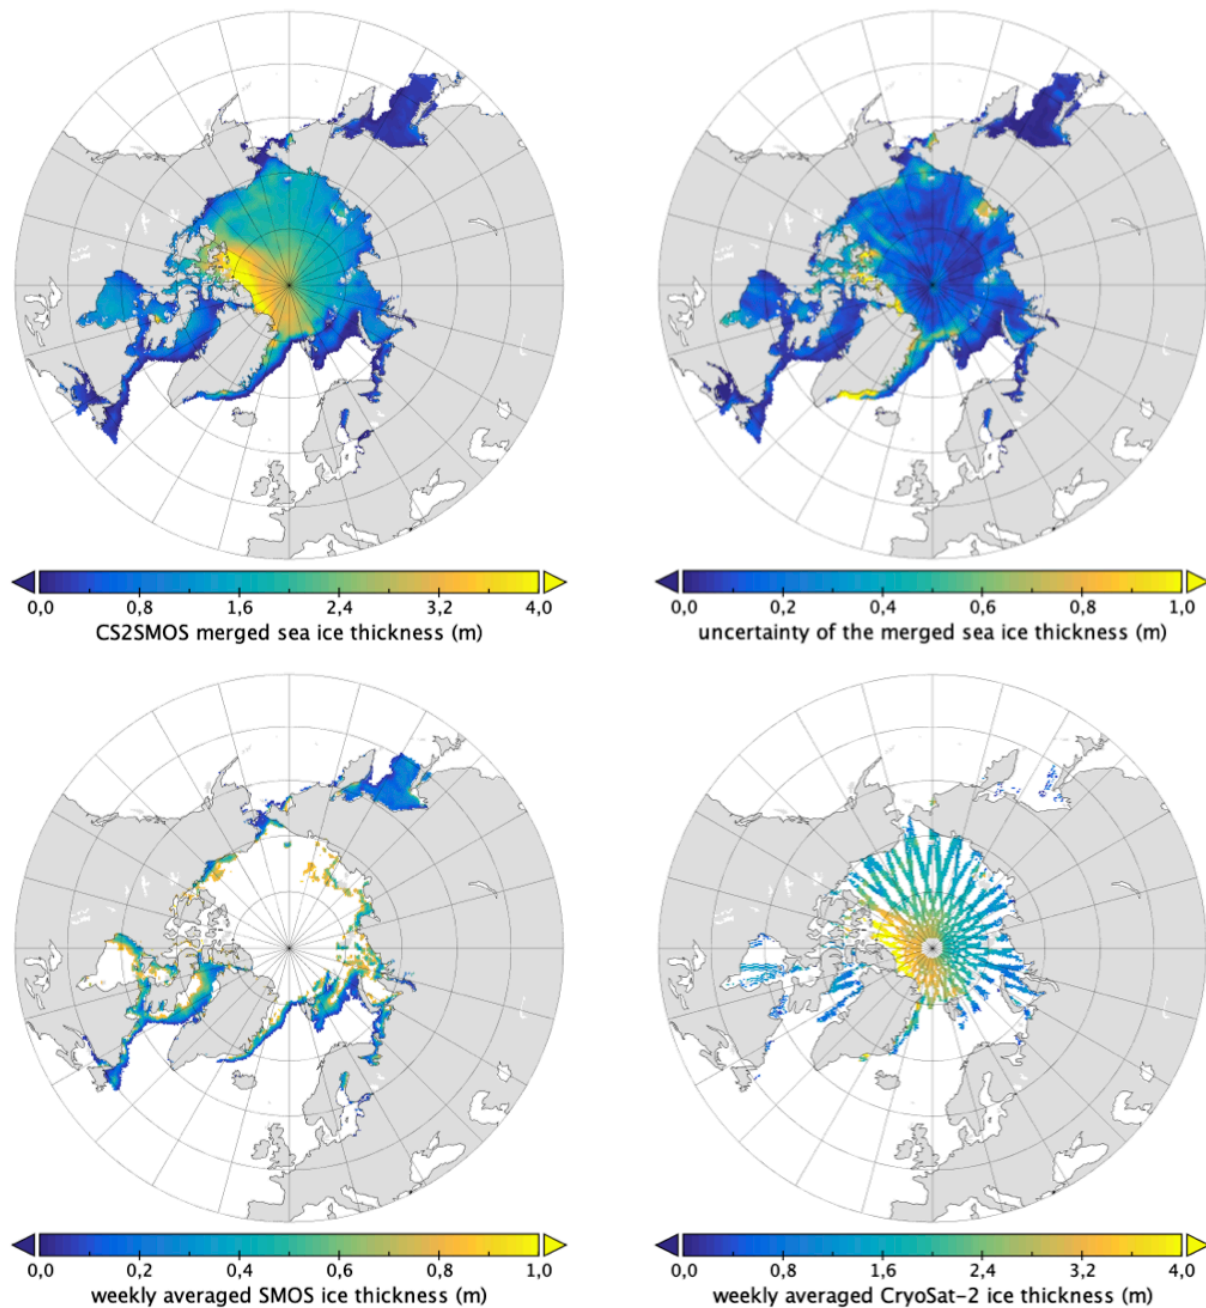 0,0 0,8 1,6 2,4 3,2 4,0
CS2SMOS merged sea ice thickness (m)
0,0 0,2 0,4 0,6 0,8 1,0
uncertainty of the merged sea ice thickness (m)
0,0 0,2 0,4 0,6 0,8 1,0
weekly averaged SMOS ice thickness (m)
0,0 0,8 1,6 2,4 3,2 4,0
weekly averaged CryoSat-2 ice thickness (m)